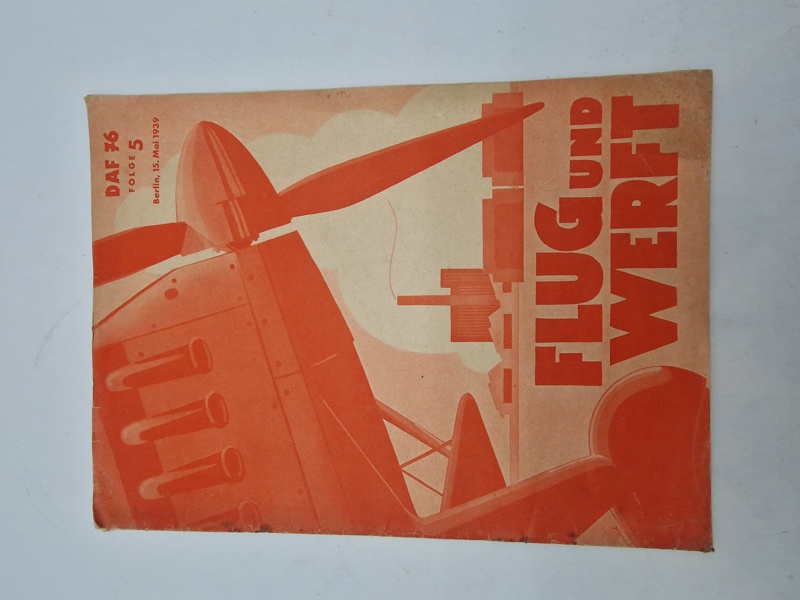 DAF 76
FOLGE 5
Berlin, 15. Mai 1939
FLUG UND
WERFT